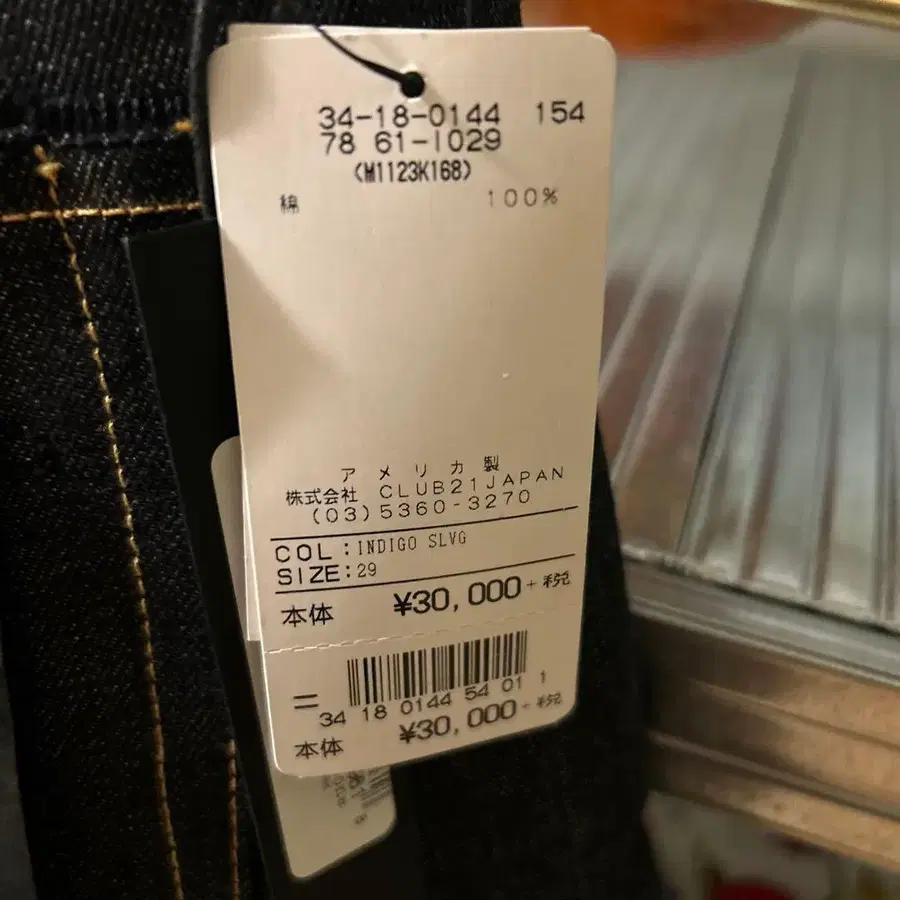 34-18-0144 154
78 61-1029
(M1123K168)
綿 100%
アメリカ製
株式会社 CLUB21JAPAN
(03)5360-3270
COL:INDIGO SLVG
SIZE:29
本体 ¥30,000+税
34 18 0144 54 01 1
本体 ¥30,000+税